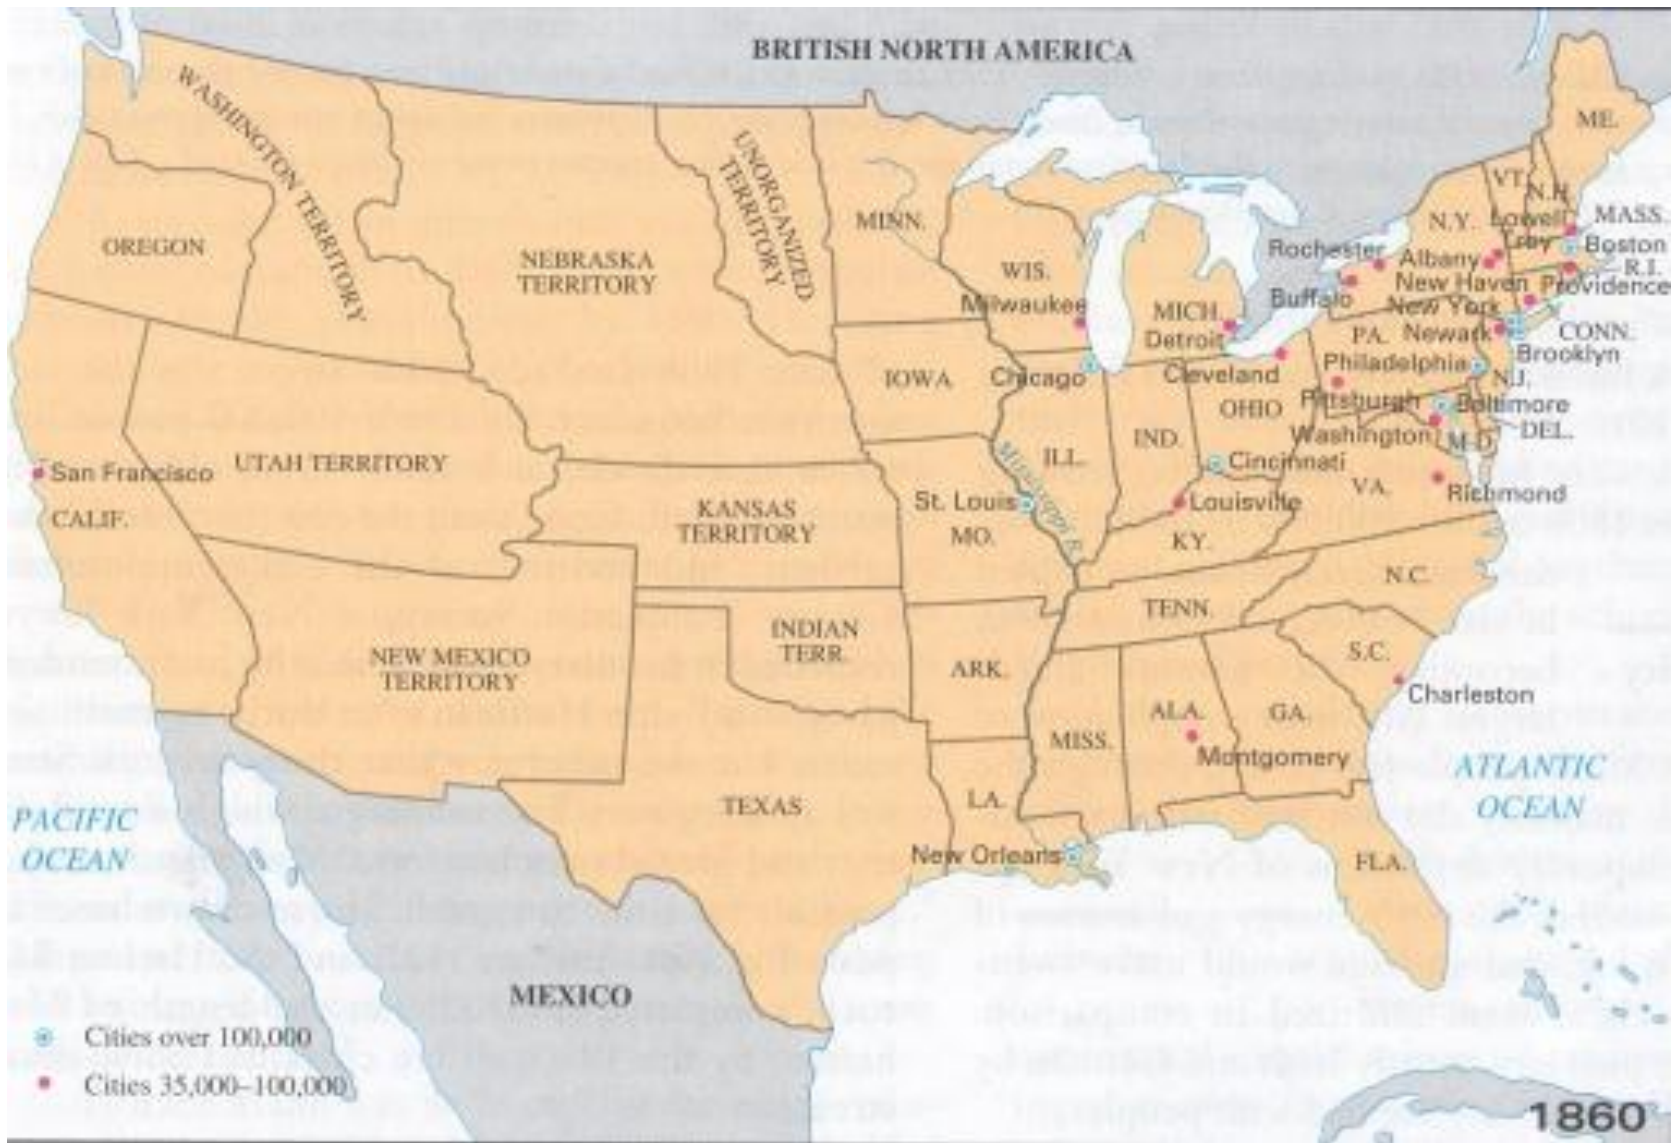 BRITISH NORTH AMERICA
WASHINGTON TERRITORY
OREGON
NEBRASKA
TERRITORY
UNORGANIZED
TERRITORY
MINN.
WIS.
Milwaukee
MICH.
Detroit
ME.
VT.
N.H.
N.Y.
Lowell
MASS.
Troy
Boston
Rochester
Albany
R.I.
New Haven
Providence
Buffalo
New York
PA.
Newark
CONN.
Brooklyn
Philadelphia
N.J.
IOWA
Chicago
Cleveland
OHIO
Pittsburgh
Baltimore
Washington
M.D.
DEL.
UTAH TERRITORY
San Francisco
CALIF.
KANSAS
TERRITORY
ILL.
IND.
Cincinnati
Mississippi R.
St. Louis
MO.
Louisville
KY.
VA.
Richmond
N.C.
TENN.
INDIAN
TERR.
NEW MEXICO
TERRITORY
ARK.
S.C.
Charleston
MISS.
ALA.
Montgomery
GA.
TEXAS
LA.
New Orleans
FLA.
PACIFIC
OCEAN
ATLANTIC
OCEAN
MEXICO
Cities over 100,000
Cities 35,000–100,000
1860